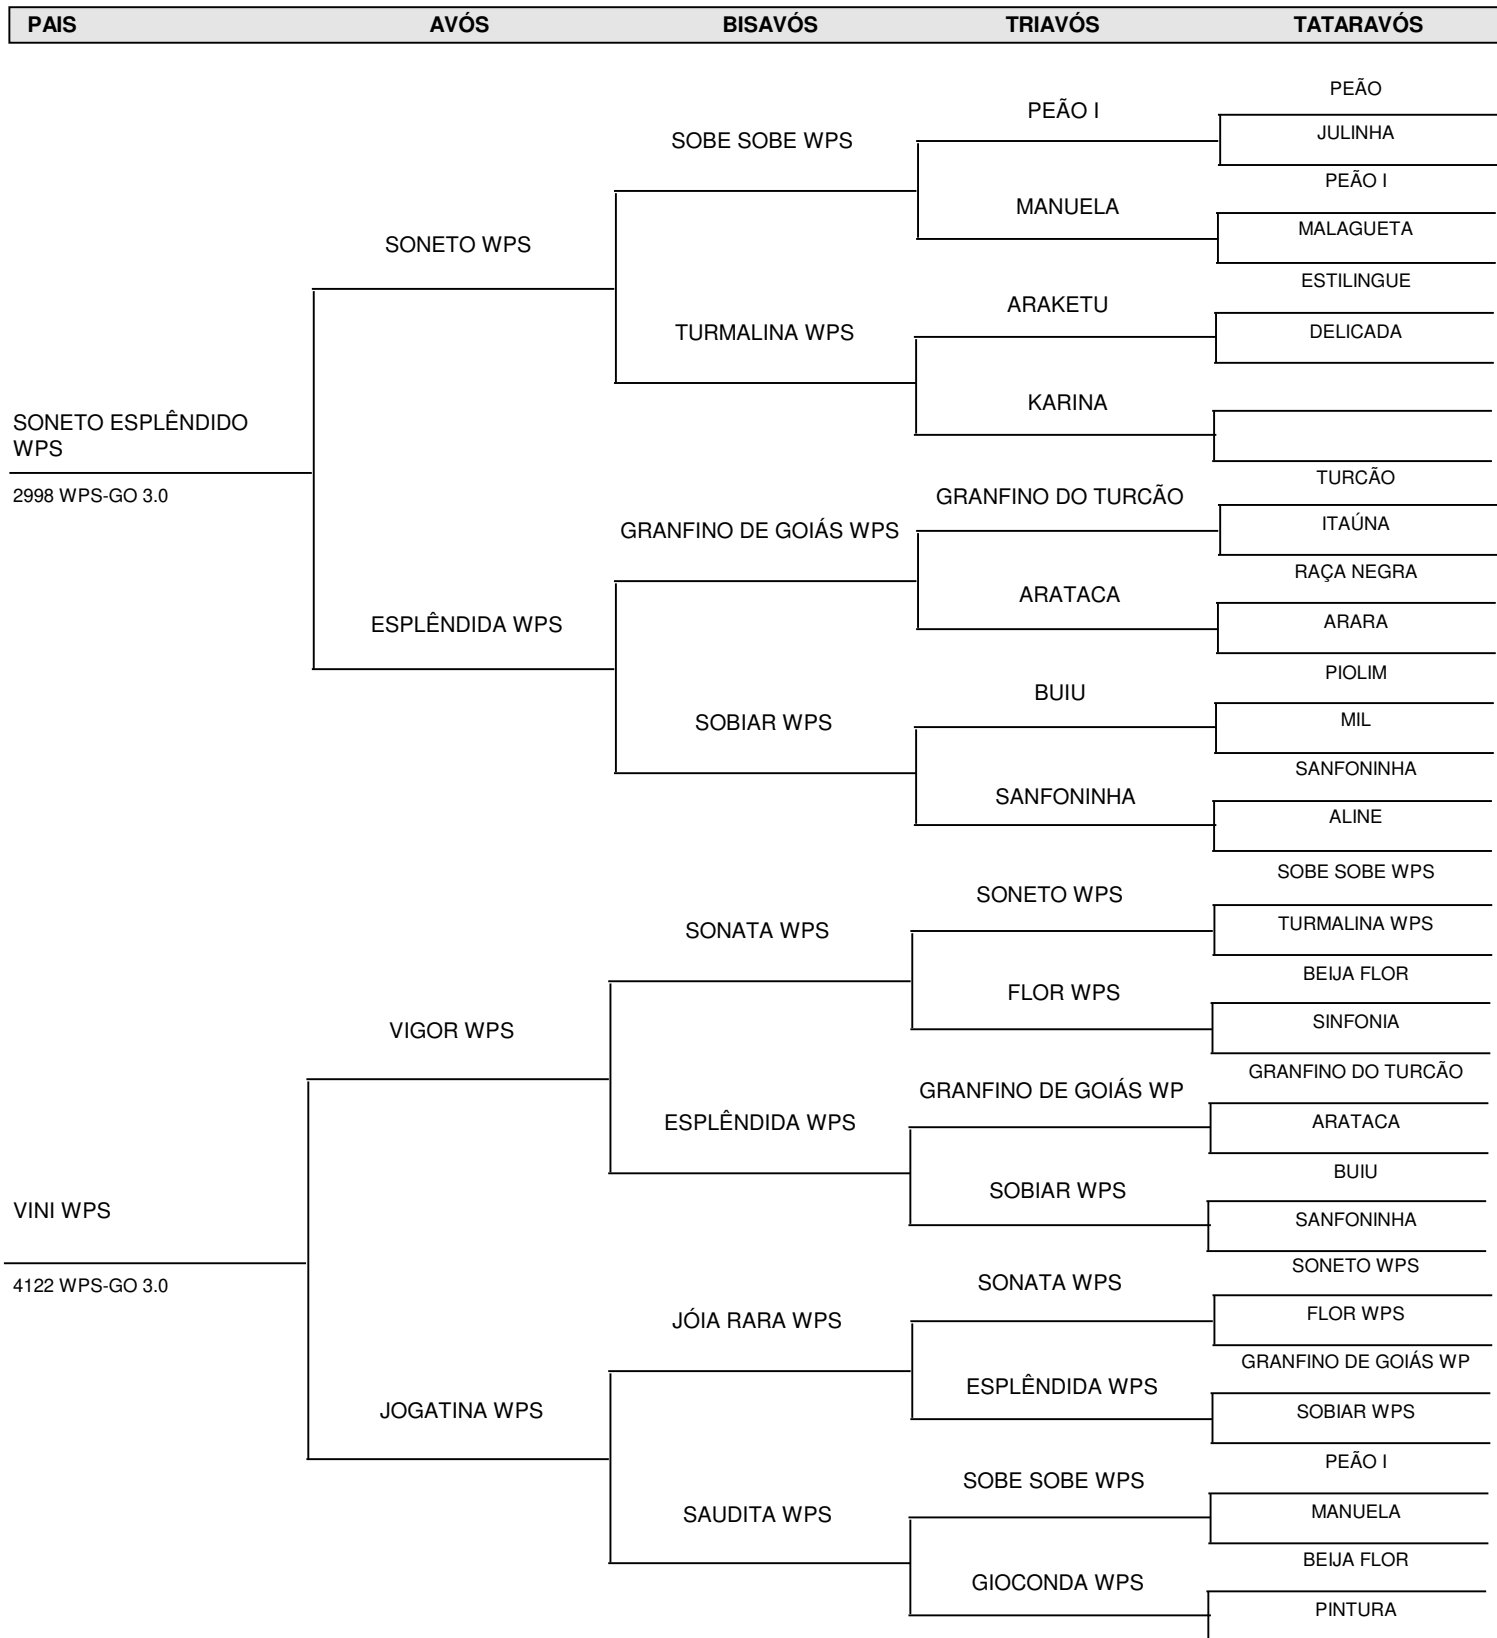 PAIS AVÓS BISAVÓS TRIAVÓS TATARAVÓS
PEÃO
PEÃO I
JULINHA
SOBE SOBE WPS
PEÃO I
MANUELA
MALAGUETA
SONETO WPS
ESTILINGUE
ARAKETU
DELICADA
TURMALINA WPS
KARINA
SONETO ESPLÊNDIDO
WPS
2998 WPS-GO 3.0
TURCÃO
GRANFINO DO TURCÃO
ITAÚNA
GRANFINO DE GOIÁS WPS
RAÇA NEGRA
ARATACA
ARARA
ESPLÊNDIDA WPS
PIOLIM
BUIU
MIL
SOBIAR WPS
SANFONINHA
SANFONINHA
ALINE
SOBE SOBE WPS
SONETO WPS
TURMALINA WPS
SONATA WPS
BEIJA FLOR
FLOR WPS
SINFONIA
VIGOR WPS
GRANFINO DO TURCÃO
GRANFINO DE GOIÁS WP
ARATACA
ESPLÊNDIDA WPS
BUIU
SOBIAR WPS
SANFONINHA
VINI WPS
4122 WPS-GO 3.0
SONETO WPS
SONATA WPS
FLOR WPS
JÓIA RARA WPS
GRANFINO DE GOIÁS WP
ESPLÊNDIDA WPS
SOBIAR WPS
JOGATINA WPS
PEÃO I
SOBE SOBE WPS
MANUELA
SAUDITA WPS
BEIJA FLOR
GIOCONDA WPS
PINTURA